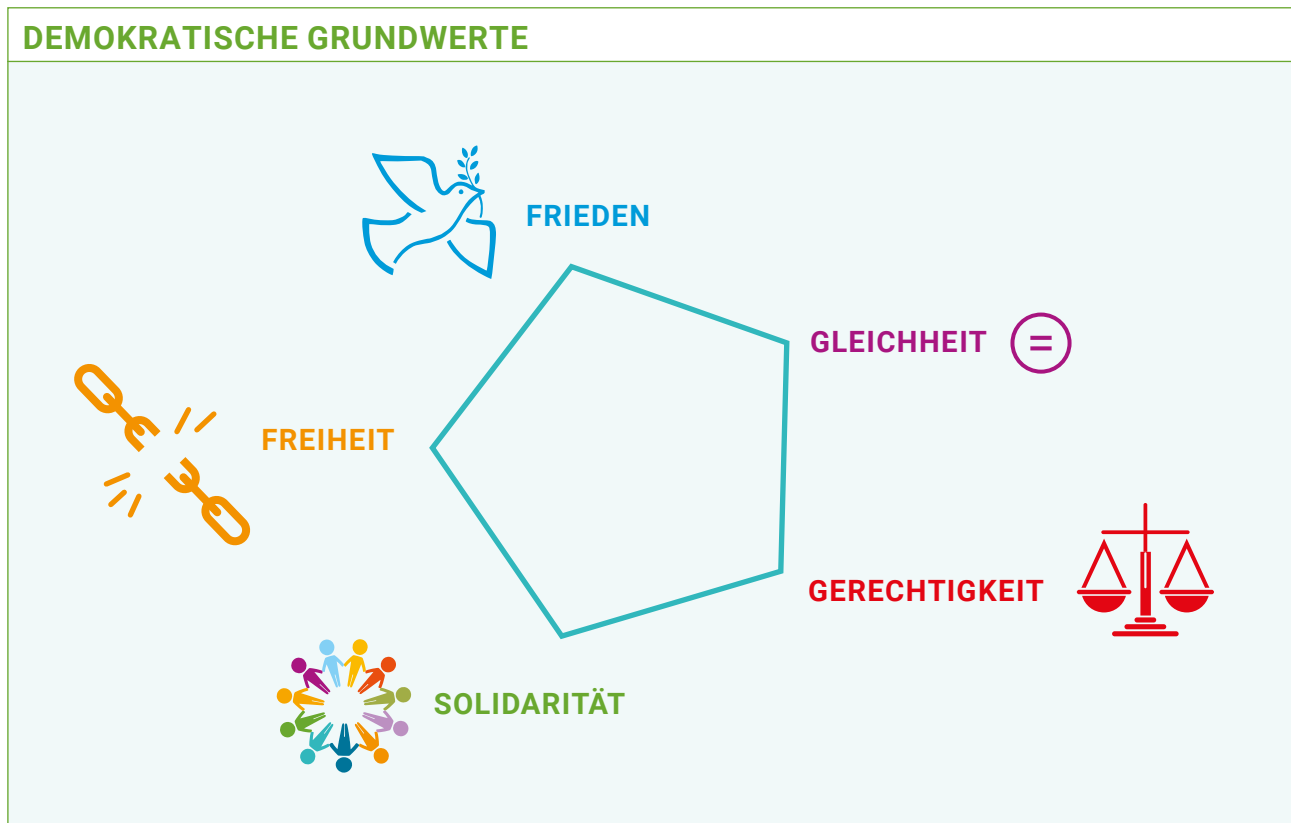 DEMOKRATISCHE GRUNDWERTE
FRIEDEN
GLEICHHEIT =
FREIHEIT
GERECHTIGKEIT
SOLIDARITÄT